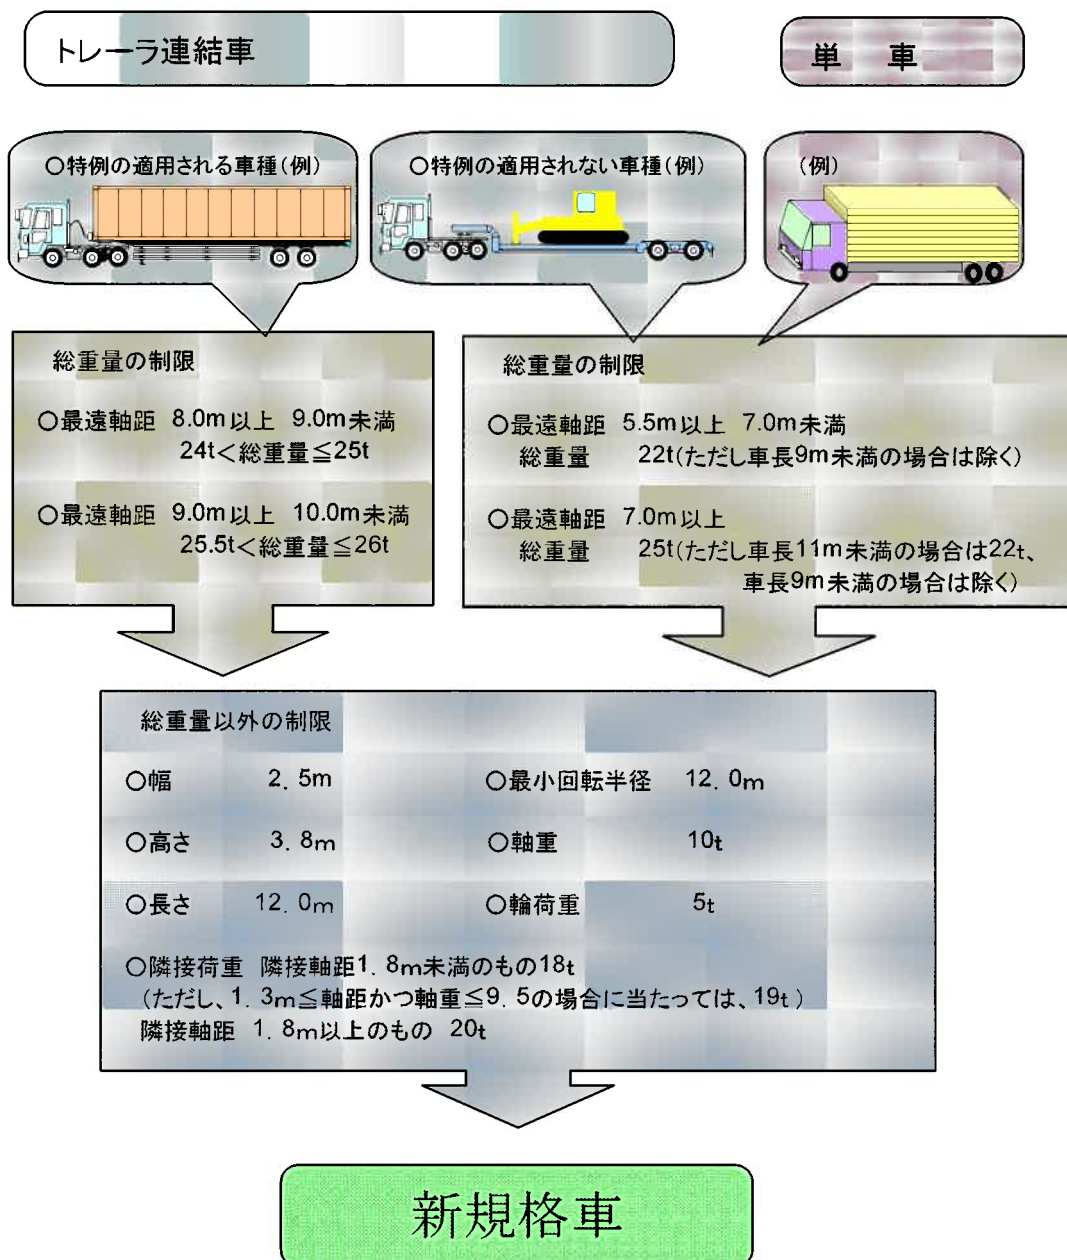 トレーラ連結車
単　車
○特例の適用される車種(例)
○特例の適用されない車種(例)
(例)
総重量の制限
○最遠軸距 8.0m以上 9.0m未満
24t＜総重量≦25t
○最遠軸距 9.0m以上 10.0m未満
25.5t＜総重量≦26t
総重量の制限
○最遠軸距 5.5m以上 7.0m未満
総重量 22t(ただし車長9m未満の場合は除く)
○最遠軸距 7.0m以上
総重量 25t(ただし車長11m未満の場合は22t、
車長9m未満の場合は除く)
総重量以外の制限
○幅 2．5m
○最小回転半径 12．0m
○高さ 3．8m
○軸重 10t
○長さ 12．0m
○輪荷重 5t
○隣接荷重 隣接軸距1．8m未満のもの18t
(ただし、1．3m≦軸距かつ軸重≦9．5の場合に当たっては、19t)
隣接軸距 1．8m以上のもの 20t
新規格車